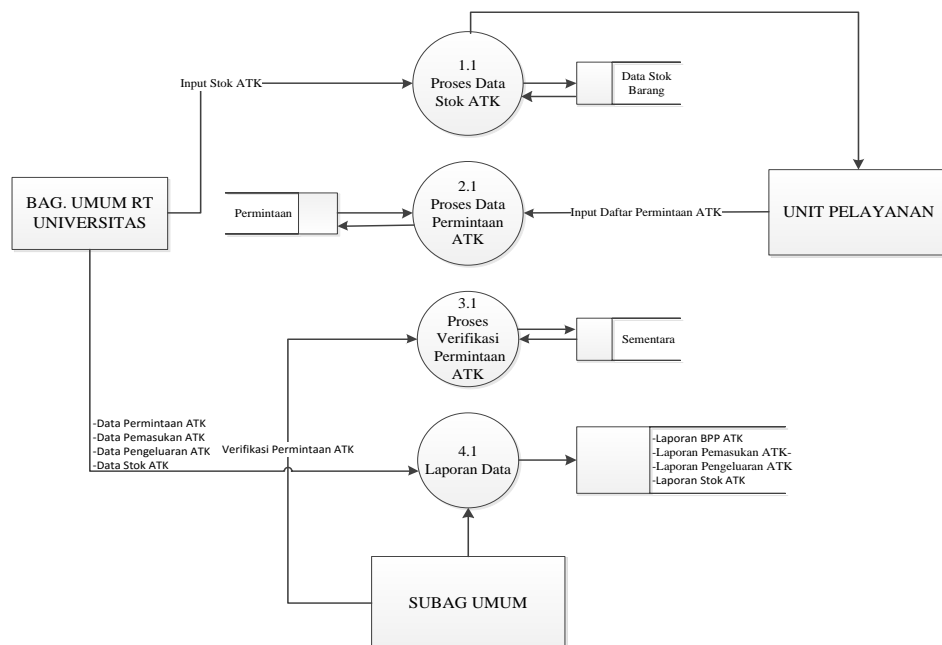 1.1
Proses Data
Stok ATK
Input Stok ATK
Data Stok
Barang
BAG. UMUM RT
UNIVERSITAS
Permintaan
2.1
Proses Data
Permintaan
ATK
Input Daftar Permintaan ATK
UNIT PELAYANAN
3.1
Proses
Verifikasi
Permintaan
ATK
Sementara
-Data Permintaan ATK
-Data Pemasukan ATK
-Data Pengeluaran ATK
-Data Stok ATK
Verifikasi Permintaan ATK
4.1
Laporan Data
-Laporan BPP ATK
-Laporan Pemasukan ATK-
-Laporan Pengeluaran ATK
-Laporan Stok ATK
SUBAG UMUM